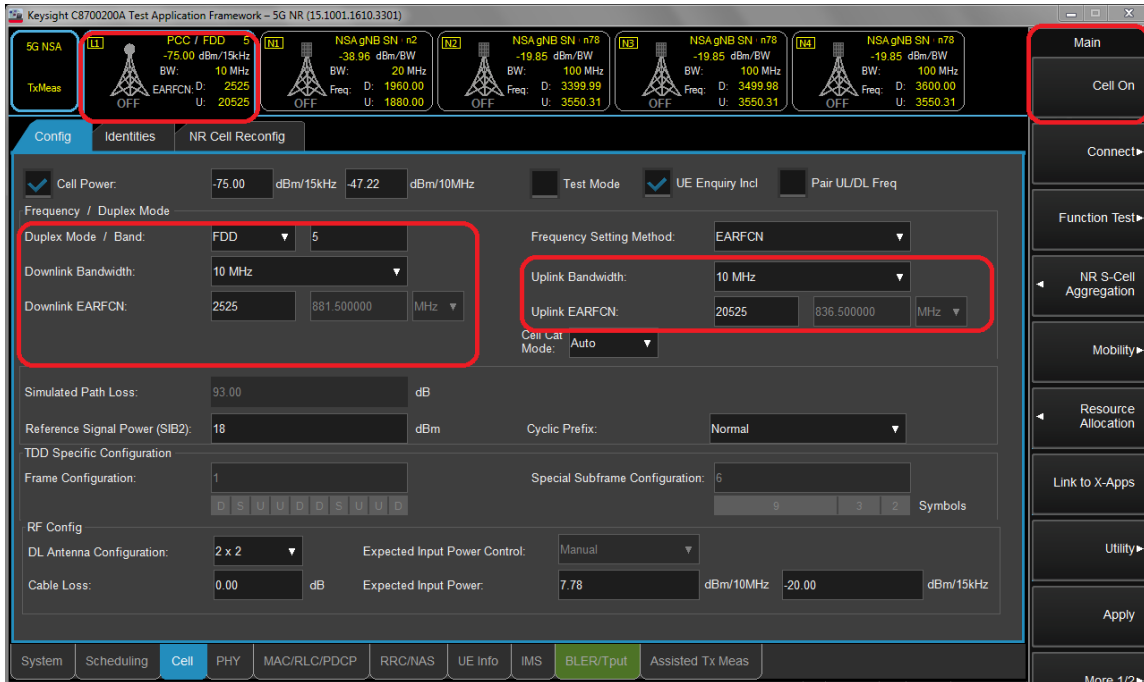 Keysight C8700200A Test Application Framework – 5G NR (15.1001.1610.3301)
5G NSA
TxMeas
L1
PCC / FDD 5
-75.00 dBm/15kHz
BW: 10 MHz
EARFCN: D: 2525
OFF U: 20525
N1
NSA gNB SN : n2
-38.96 dBm/BW
BW: 20 MHz
Freq: D: 1960.00
OFF U: 1880.00
N2
NSA gNB SN : n78
-19.85 dBm/BW
BW: 100 MHz
Freq: D: 3399.99
OFF U: 3550.31
N3
NSA gNB SN : n78
-19.85 dBm/BW
BW: 100 MHz
Freq: D: 3499.98
OFF U: 3550.31
N4
NSA gNB SN : n78
-19.85 dBm/BW
BW: 100 MHz
Freq: D: 3600.00
OFF U: 3550.31
Main
Cell On
Config Identities NR Cell Reconfig
Connect
Cell Power: -75.00 dBm/15kHz -47.22 dBm/10MHz Test Mode UE Enquiry Incl Pair UL/DL Freq
Frequency / Duplex Mode
Function Test
Duplex Mode / Band: FDD 5 Frequency Setting Method: EARFCN
Downlink Bandwidth: 10 MHz Uplink Bandwidth: 10 MHz
NR S-Cell
Aggregation
Downlink EARFCN: 2525 881.500000 MHz Uplink EARFCN: 20525 836.500000 MHz
Cell Cat
Mode: Auto
Mobility
Simulated Path Loss: 93.00 dB
Resource
Allocation
Reference Signal Power (SIB2): 18 dBm Cyclic Prefix: Normal
TDD Specific Configuration
Frame Configuration: 1 Special Subframe Configuration: 6
Link to X-Apps
D S U U D D S U U D 9 3 2 Symbols
RF Config
DL Antenna Configuration: 2 x 2 Expected Input Power Control: Manual
Utility
Cable Loss: 0.00 dB Expected Input Power: 7.78 dBm/10MHz -20.00 dBm/15kHz
Apply
System Scheduling Cell PHY MAC/RLC/PDCP RRC/NAS UE Info IMS BLER/Tput Assisted Tx Meas
More 1/2